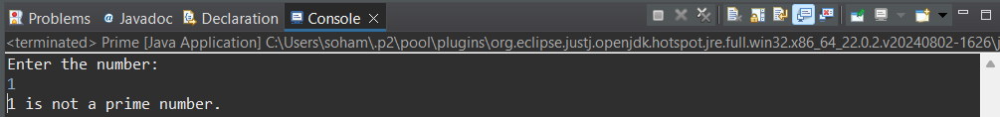 Problems Javadoc Declaration Console
<terminated> Prime [Java Application] C:\Users\soham\.p2\pool\plugins\org.eclipse.justj.openjdk.hotspot.jre.full.win32.x86_64_22.0.2.v20240802-1626\j
Enter the number:
1
1 is not a prime number.